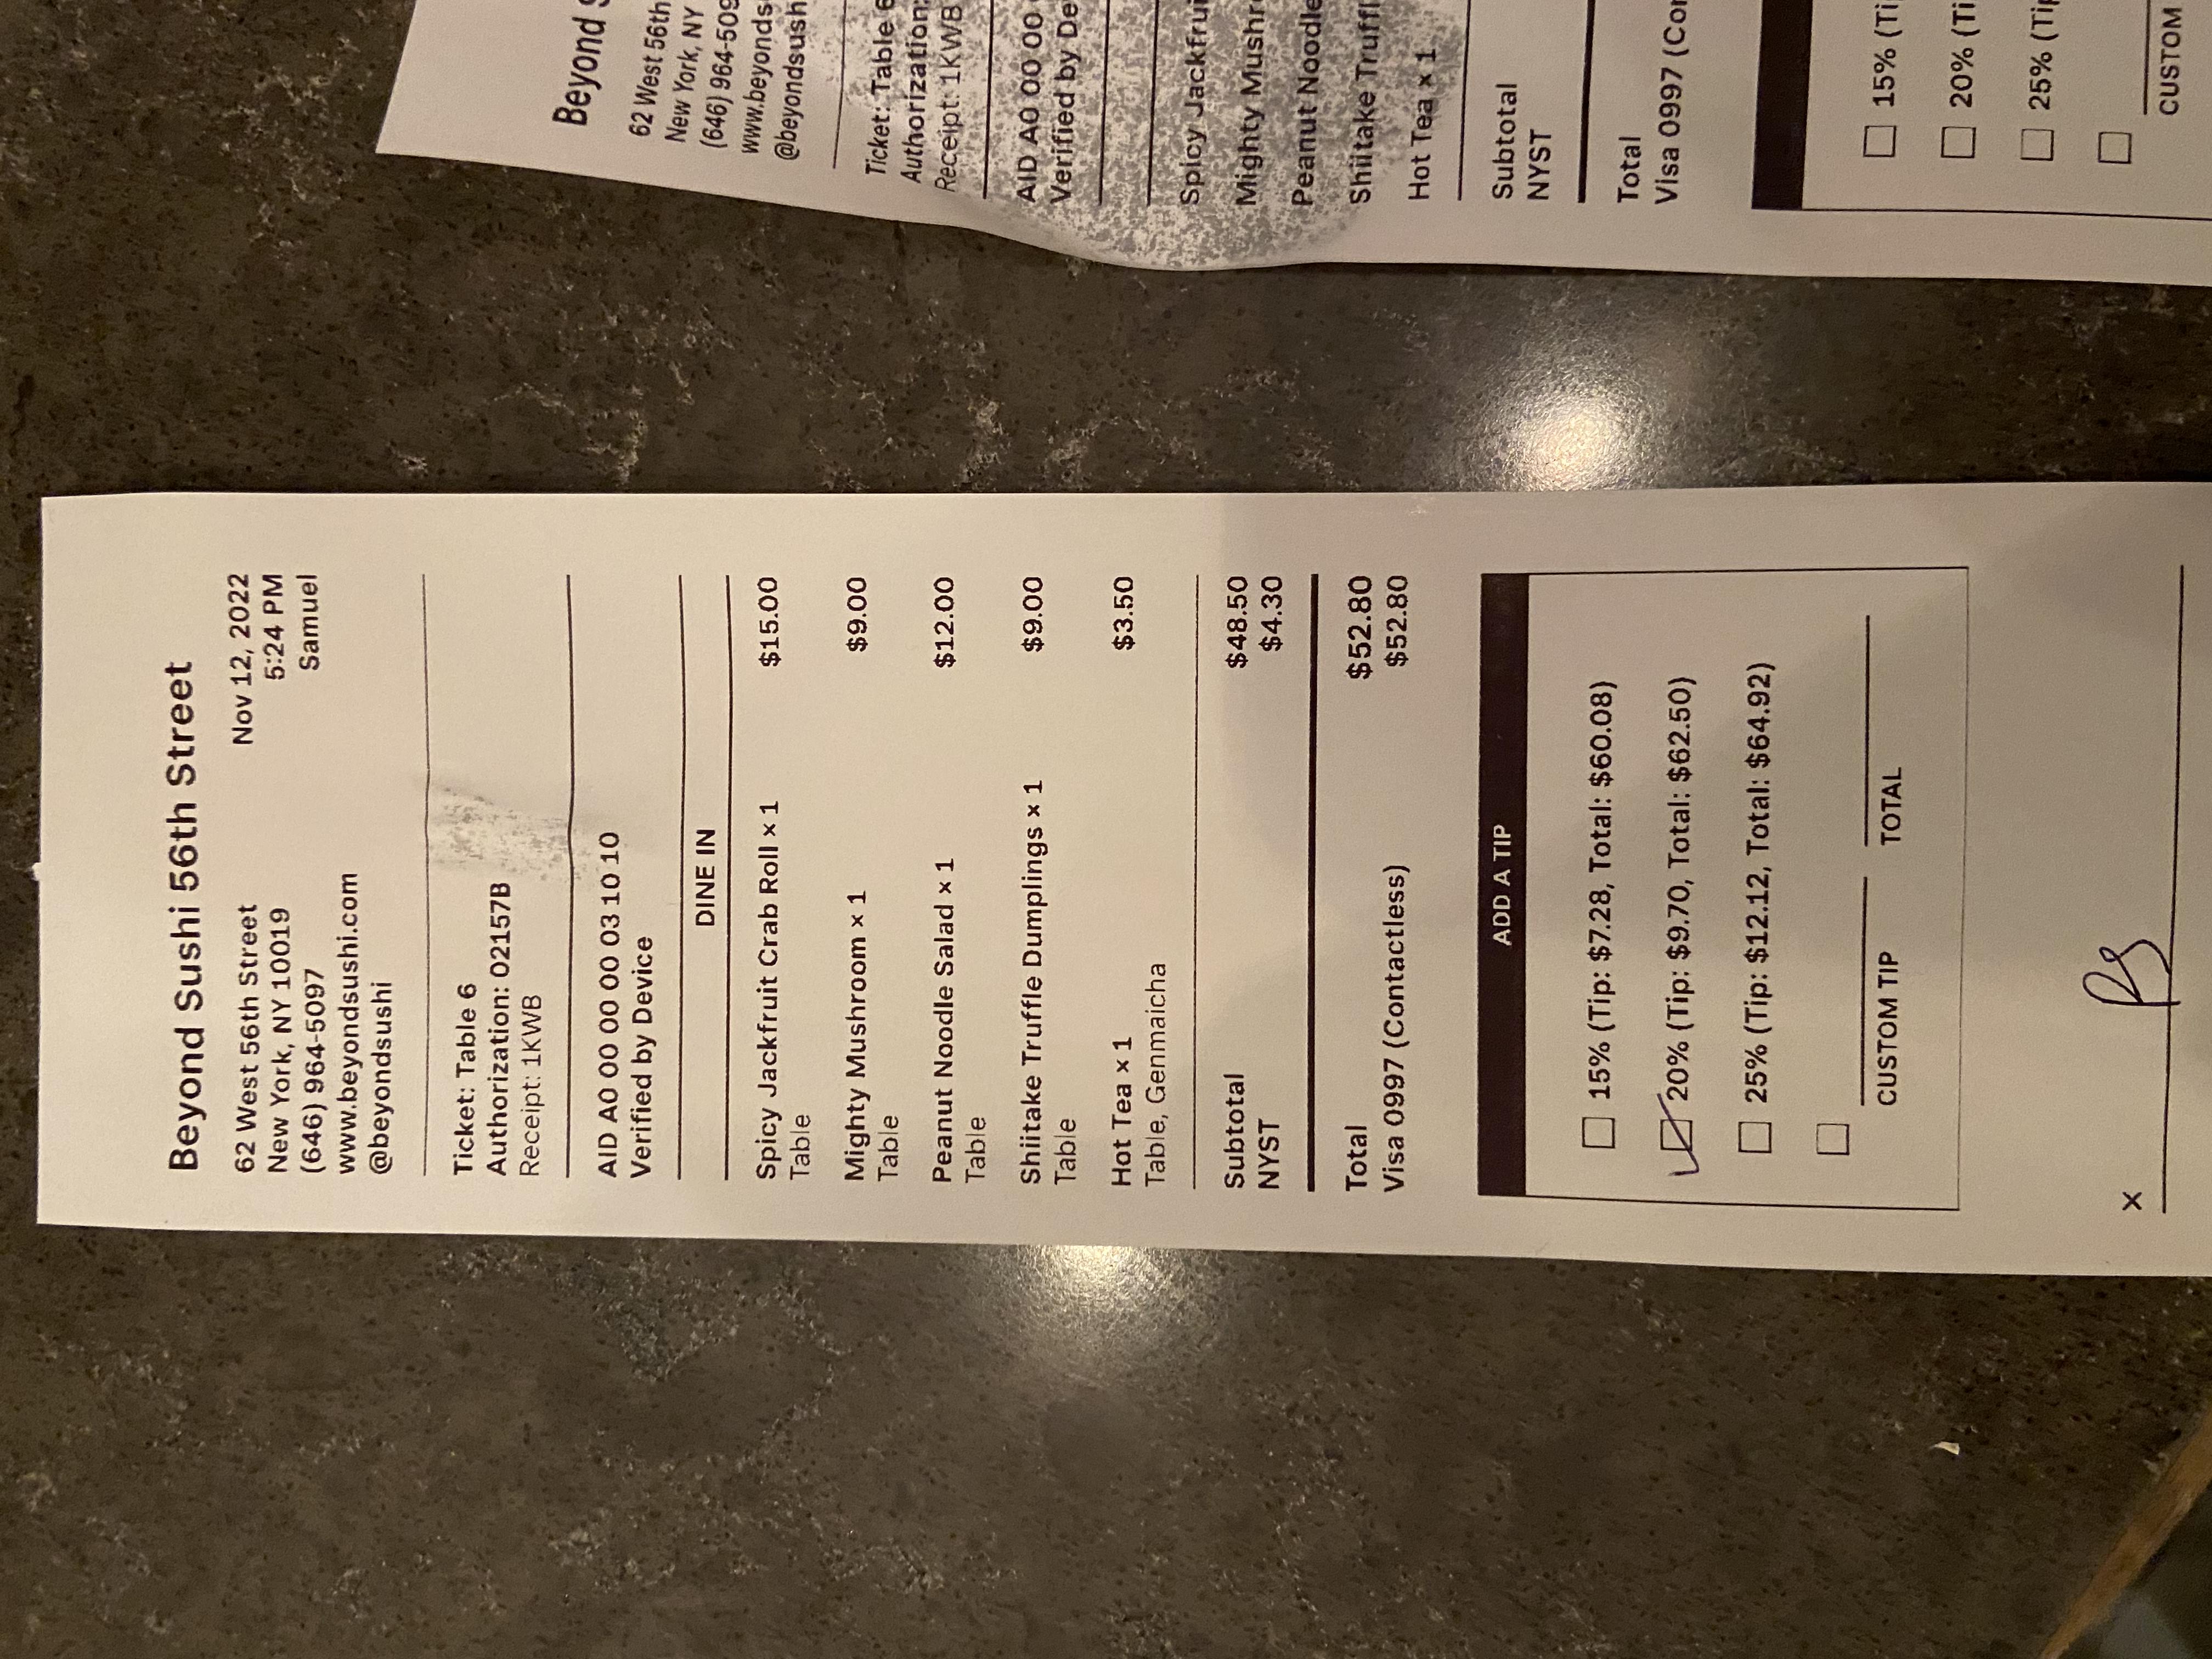 Beyond Sushi 56th Street
62 West 56th Street Nov 12, 2022
New York, NY 10019 5:24 PM
(646) 964-5097 Samuel
www.beyondsushi.com
@beyondsushi
Ticket: Table 6
Authorization: 02157B
Receipt: 1KWB
AID A0 00 00 00 03 10 10
Verified by Device
DINE IN
Spicy Jackfruit Crab Roll × 1 $15.00
Table
Mighty Mushroom × 1 $9.00
Table
Peanut Noodle Salad × 1 $12.00
Table
Shiitake Truffle Dumplings × 1 $9.00
Table
Hot Tea × 1 $3.50
Table, Genmaicha
Subtotal $48.50
NYST $4.30
Total $52.80
Visa 0997 (Contactless) $52.80
ADD A TIP
15% (Tip: $7.28, Total: $60.08)
20% (Tip: $9.70, Total: $62.50)
25% (Tip: $12.12, Total: $64.92)
CUSTOM TIP TOTAL
×
Beyond
62 West 56th
New York, NY
(646) 964-509
www.beyonds
@beyondsush
Ticket: Table 6
Authorization:
Receipt: 1KWB
AID A0 00 00
Verified by De
Spicy Jackfrui
Mighty Mushr
Peanut Noodle
Shiitake Truffl
Hot Tea × 1
Subtotal
NYST
Total
Visa 0997 (Con
15% (Ti
20% (Ti
25% (Tip
CUSTOM